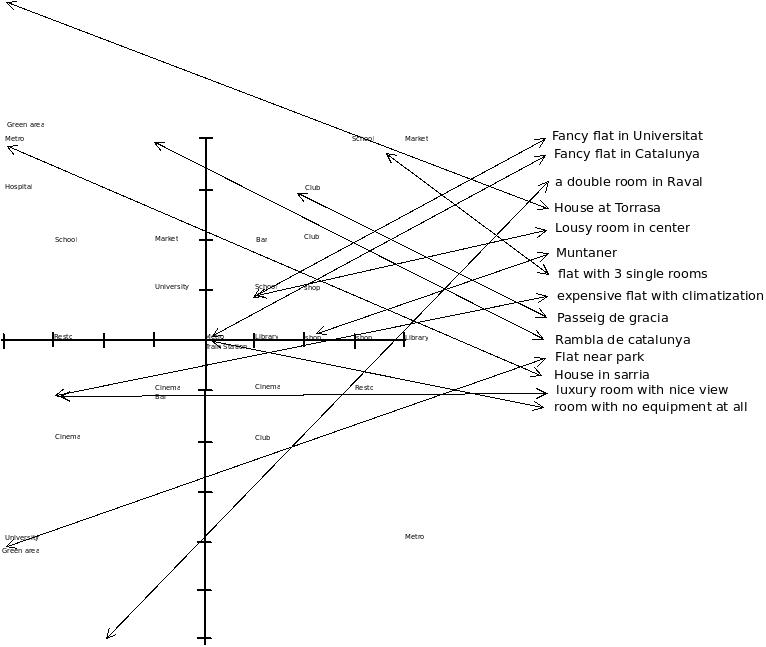 Green area
Metro
School
Market
Fancy flat in Universitat
Fancy flat in Catalunya
a double room in Raval
Hospital
Club
House at Torrasa
Lousy room in center
School
Market
Bar
Club
Muntaner
flat with 3 single rooms
University
School
shop
expensive flat with climatization
Passeig de gracia
Restc
Library
shop
shop
Library
Rambla de catalunya
Train Station
Flat near park
House in sarria
Cinema
Cinema
Restc
luxury room with nice view
Bar
room with no equipment at all
Cinema
Club
University
Metro
Green area